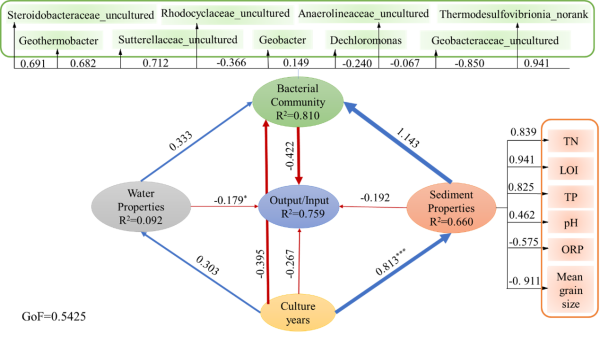 Steroidobacteraceae_uncultured
Rhodocyclaceae_uncultured
Anaerolineaceae_uncultured
Thermodesulfovibrionia_norank
Geothermobacter
Sutterellaceae_uncultured
Geobacter
Dechloromonas
Geobacteraceae_uncultured
0.691
0.682
0.712
-0.366
0.149
-0.240
-0.067
-0.850
0.941
Bacterial
Community
R²=0.810
0.333
-0.422
1.143
Water
Properties
R²=0.092
-0.179*
Output/Input
R²=0.759
-0.192
Sediment
Properties
R²=0.660
0.303
-0.395
-0.267
0.813***
Culture
years
0.839
TN
0.941
LOI
0.825
TP
0.462
pH
-0.575
ORP
-0. 911
Mean
grain
size
GoF=0.5425